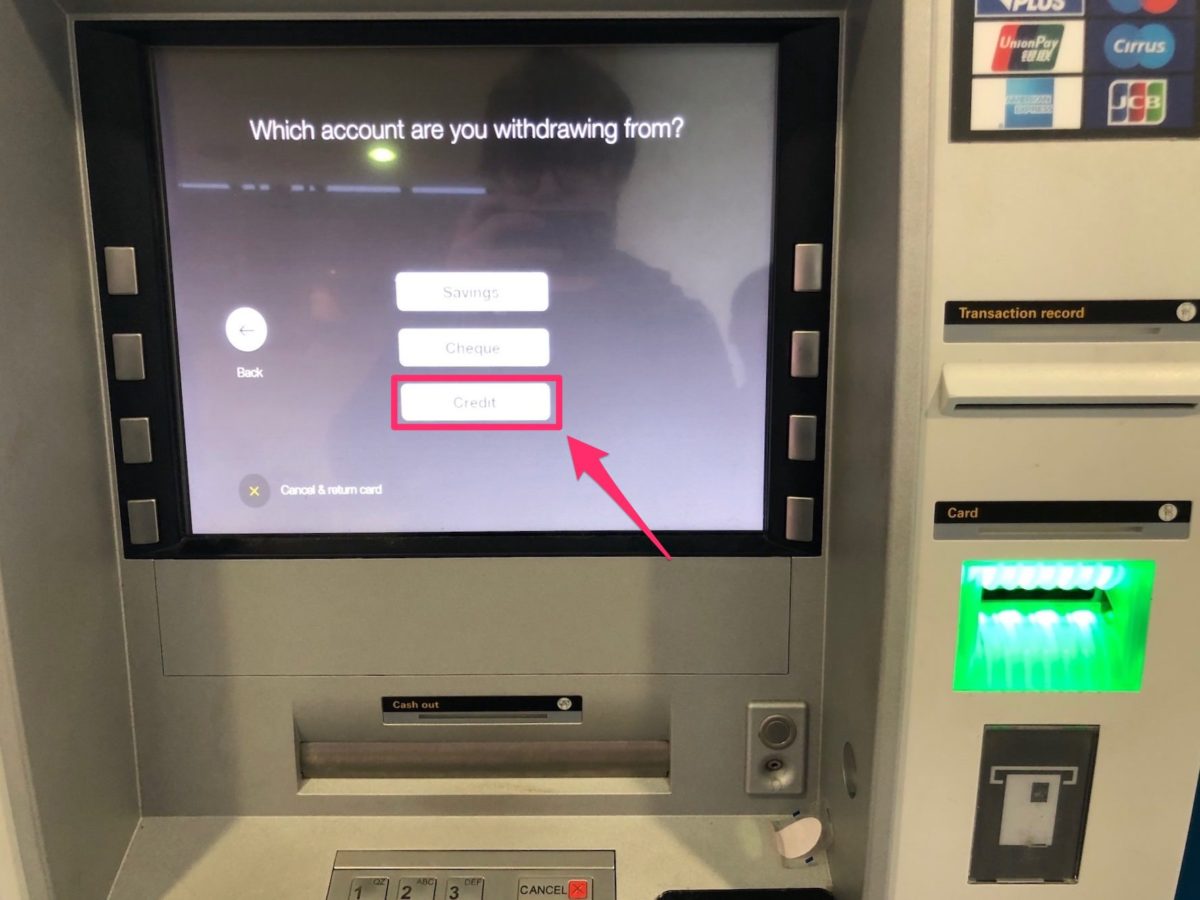 PLUS
UnionPay
银联
Cirrus
AMERICAN
EXPRESS
JCB
Which account are you withdrawing from?
Savings
Cheque
Credit
Back
Cancel & return card
Transaction record
Card
Cash out
1 QZ
2 ABC
3 DEF
CANCEL